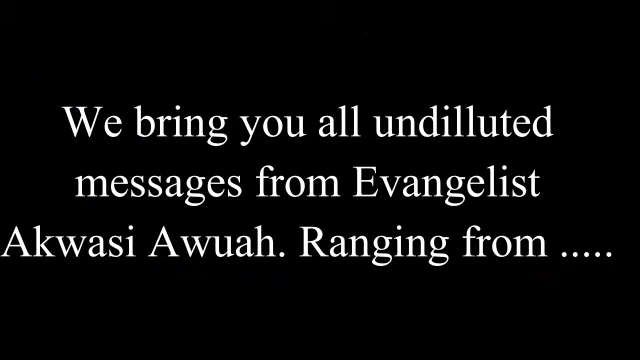 We bring you all undilluted
messages from Evangelist
Akwasi Awuah. Ranging from .....